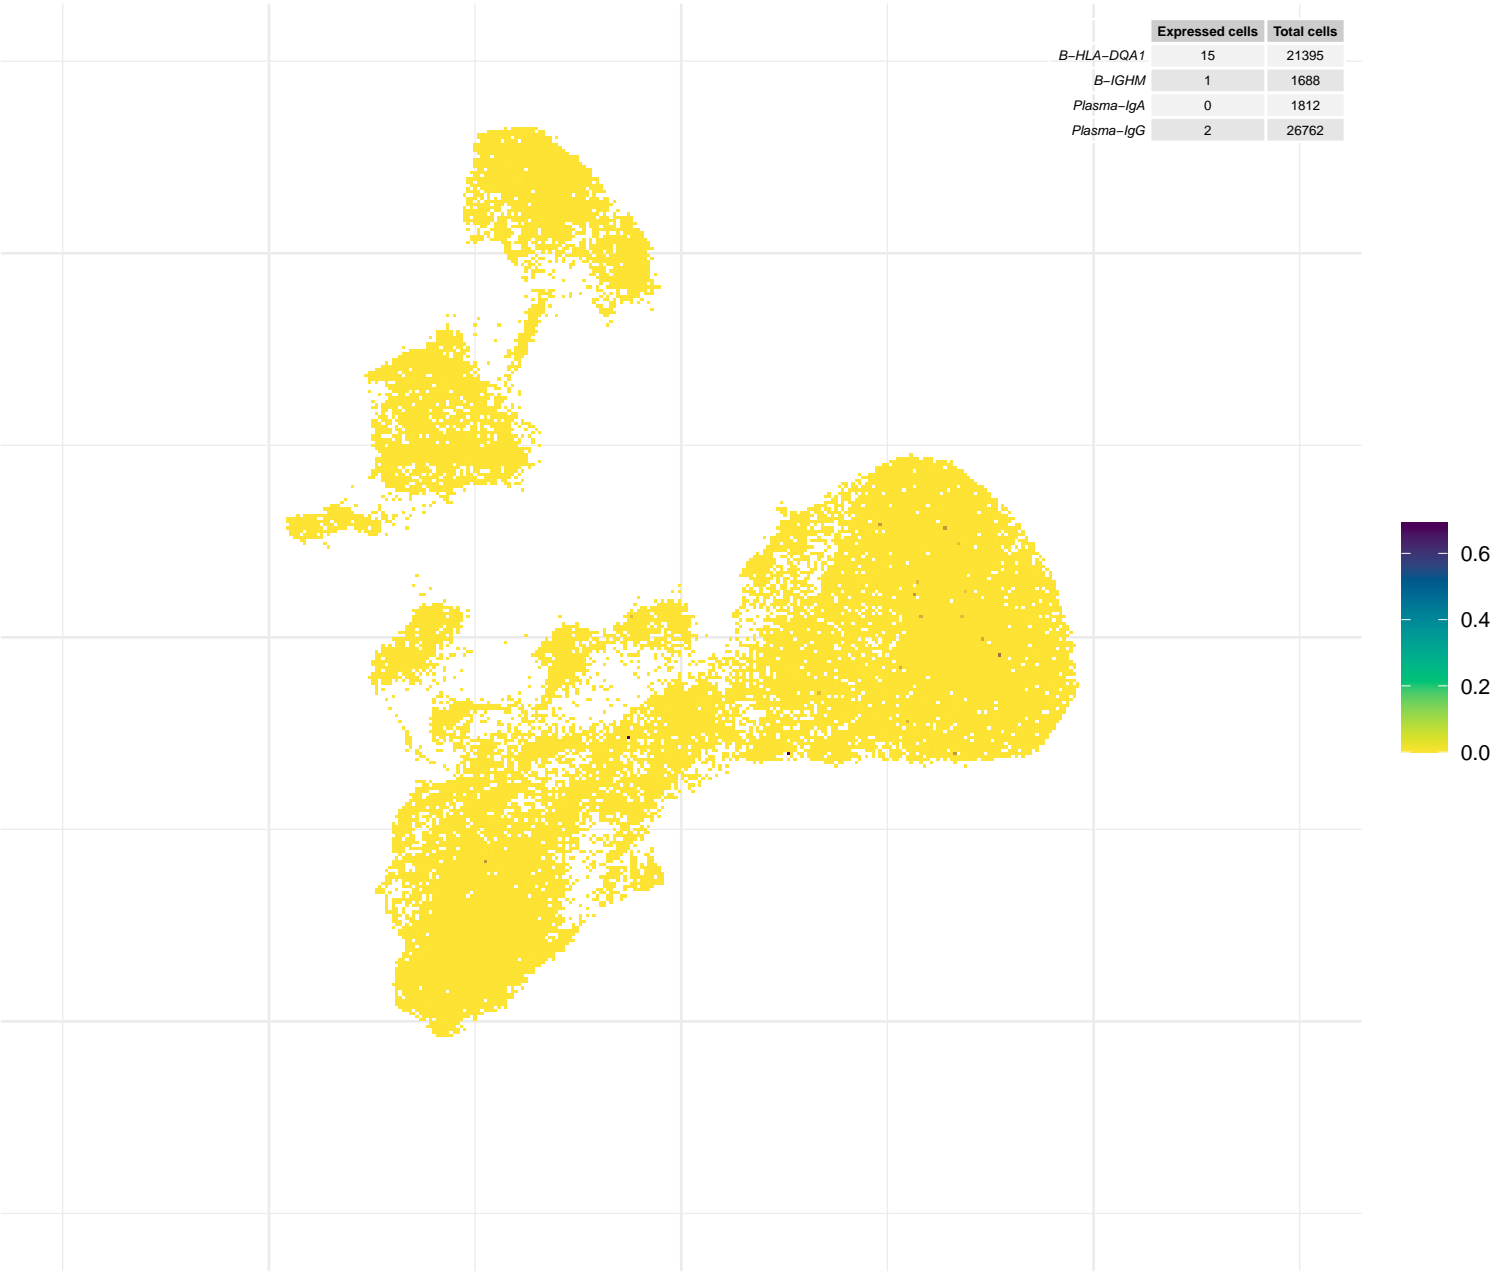 Expressed cells Total cells
B−HLA−DQA1 15 21395
B−IGHM 1 1688
Plasma−IgA 0 1812
Plasma−IgG 2 26762
0.6
0.4
0.2
0.0